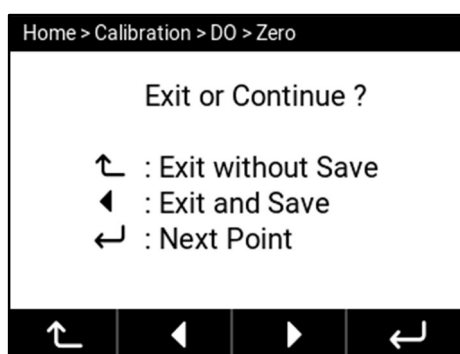 Home > Calibration > DO > Zero
Exit or Continue ?
: Exit without Save
: Exit and Save
: Next Point